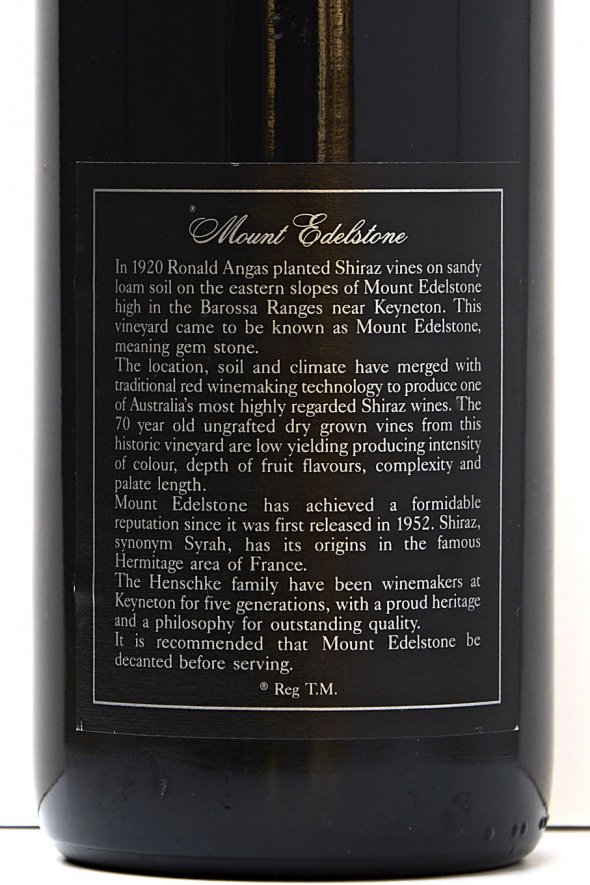 ® Mount Edelstone
In 1920 Ronald Angas planted Shiraz vines on sandy
loam soil on the eastern slopes of Mount Edelstone
high in the Barossa Ranges near Keyneton. This
vineyard came to be known as Mount Edelstone,
meaning gem stone.
The location, soil and climate have merged with
traditional red winemaking technology to produce one
of Australia's most highly regarded Shiraz wines. The
70 year old ungrafted dry grown vines from this
historic vineyard are low yielding producing intensity
of colour, depth of fruit flavours, complexity and
palate length.
Mount Edelstone has achieved a formidable
reputation since it was first released in 1952. Shiraz,
synonym Syrah, has its origins in the famous
Hermitage area of France.
The Henschke family have been winemakers at
Keyneton for five generations, with a proud heritage
and a philosophy for outstanding quality.
It is recommended that Mount Edelstone be
decanted before serving.
® Reg T.M.